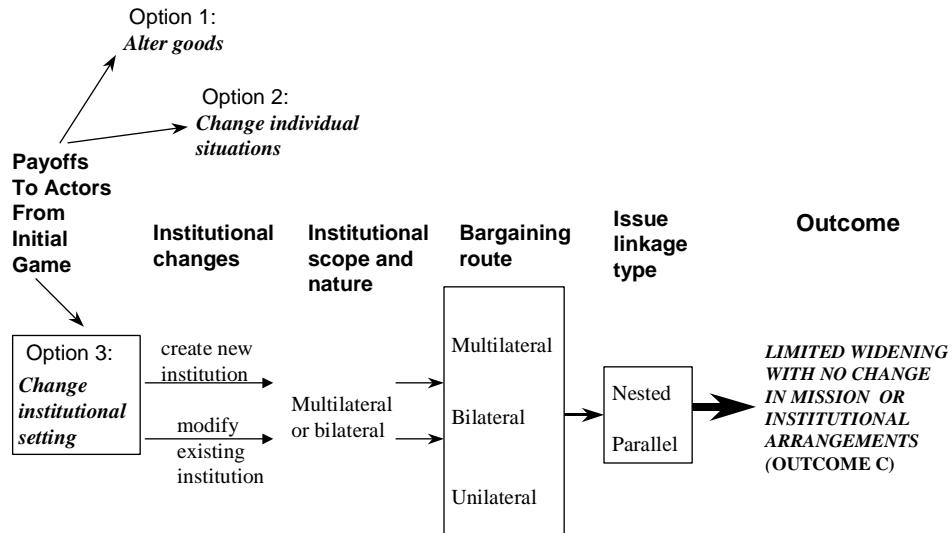 Option 1:
Alter goods
Option 2:
Change individual
situations
Payoffs
To Actors
From
Initial
Game
Institutional
changes
Institutional
scope and
nature
Bargaining
route
Issue
linkage
type
Outcome
Option 3:
Change
institutional
setting
create new
institution
modify
existing
institution
Multilateral
or bilateral
Multilateral
Bilateral
Unilateral
Nested
Parallel
LIMITED WIDENING
WITH NO CHANGE
IN MISSION OR
INSTITUTIONAL
ARRANGEMENTS
(OUTCOME C)